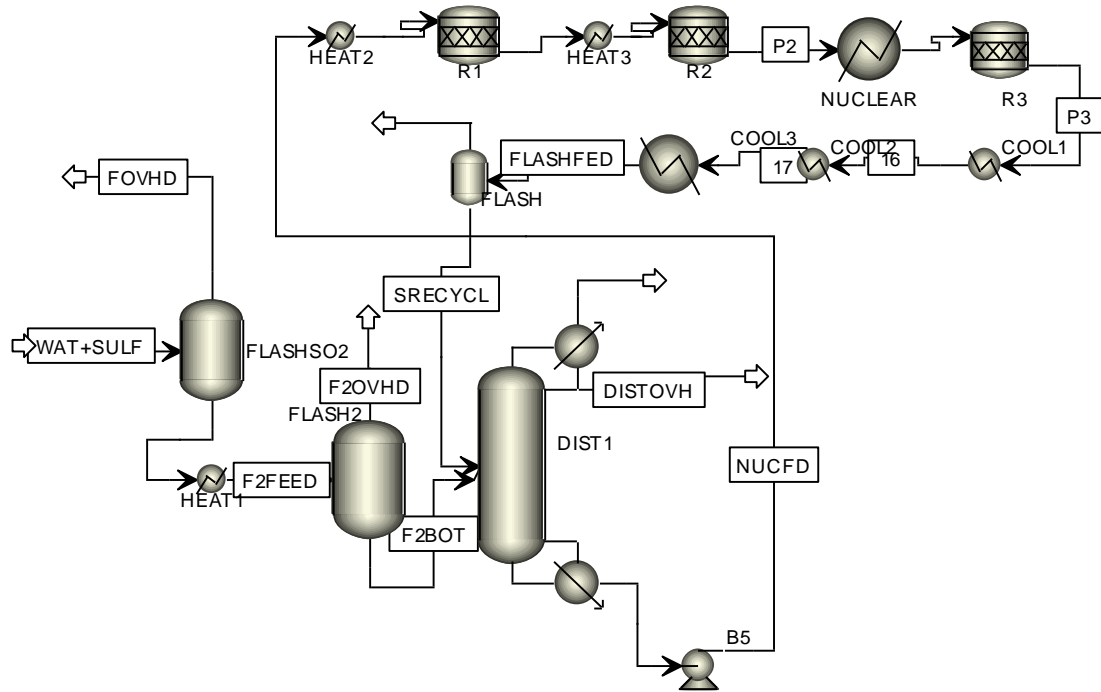 HEAT2
R1
HEAT3
R2
P2
NUCLEAR
R3
P3
COOL1
16
COOL2
17
COOL3
FLASHFED
FLASH
FOVHD
SRECYCL
WAT+SULF
FLASHSO2
F2OVHD
FLASH2
DISTOVH
DIST1
NUCFD
HEAT1
F2FEED
F2BOT
B5